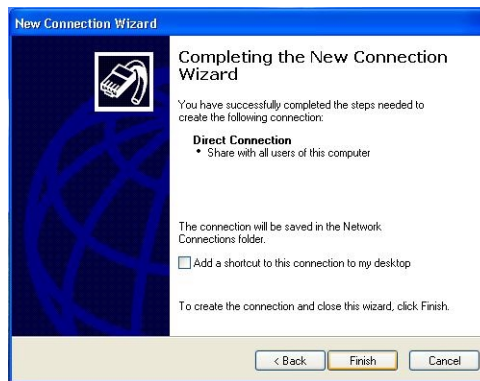 New Connection Wizard
Completing the New Connection
Wizard
You have successfully completed the steps needed to
create the following connection:
Direct Connection
• Share with all users of this computer
The connection will be saved in the Network
Connections folder.
Add a shortcut to this connection to my desktop
To create the connection and close this wizard, click Finish.
< Back
Finish
Cancel